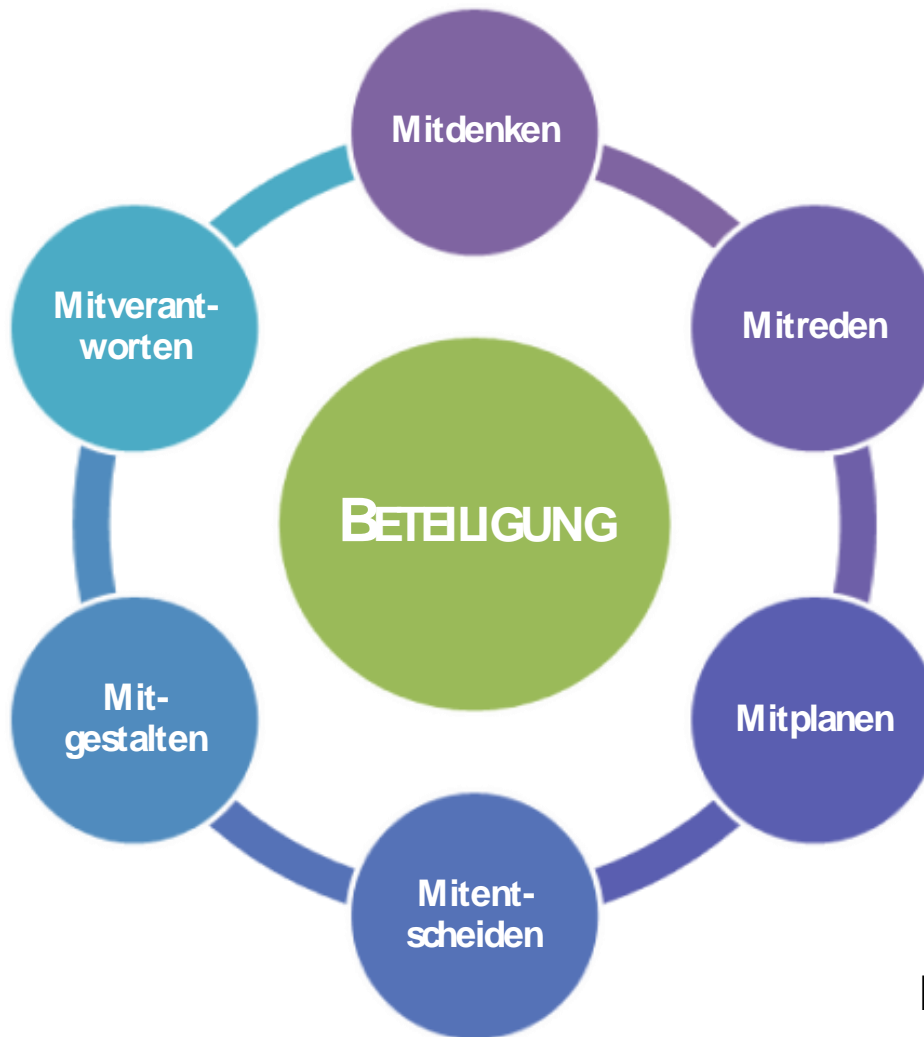 Mitdenken
Mitreden
Mitplanen
Mitent-
scheiden
Mit-
gestalten
Mitverant-
worten
BETEILIGUNG